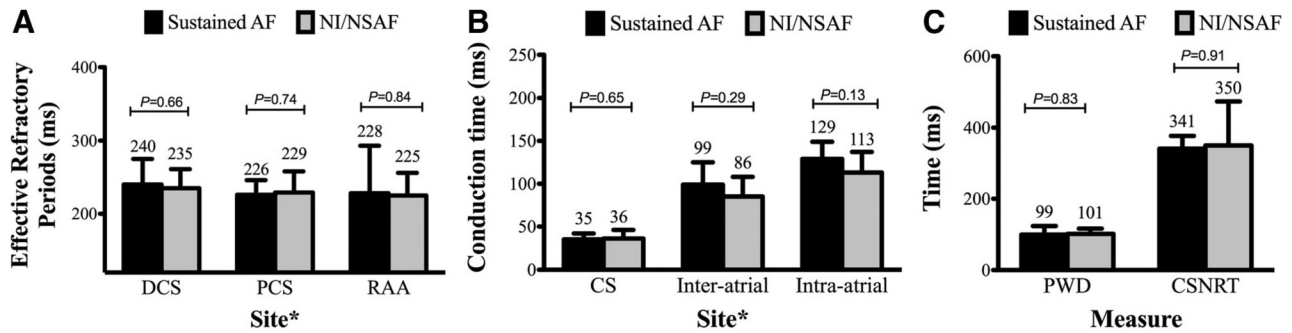 A
Sustained AF NI/NSAF
Effective Refractory
Periods (ms)
400
300
200
P=0.66
P=0.74
P=0.84
240
235
226
229
228
225
DCS PCS RAA
Site*
B
Sustained AF NI/NSAF
Conduction time (ms)
250
200
150
100
50
0
P=0.65
P=0.29
P=0.13
35
36
99
86
129
113
CS Inter-atrial Intra-atrial
Site*
C
Sustained AF NI/NSAF
Time
(ms)
600
400
200
0
P=0.83
P=0.91
99
101
341
350
PWD CSNRT
Measure